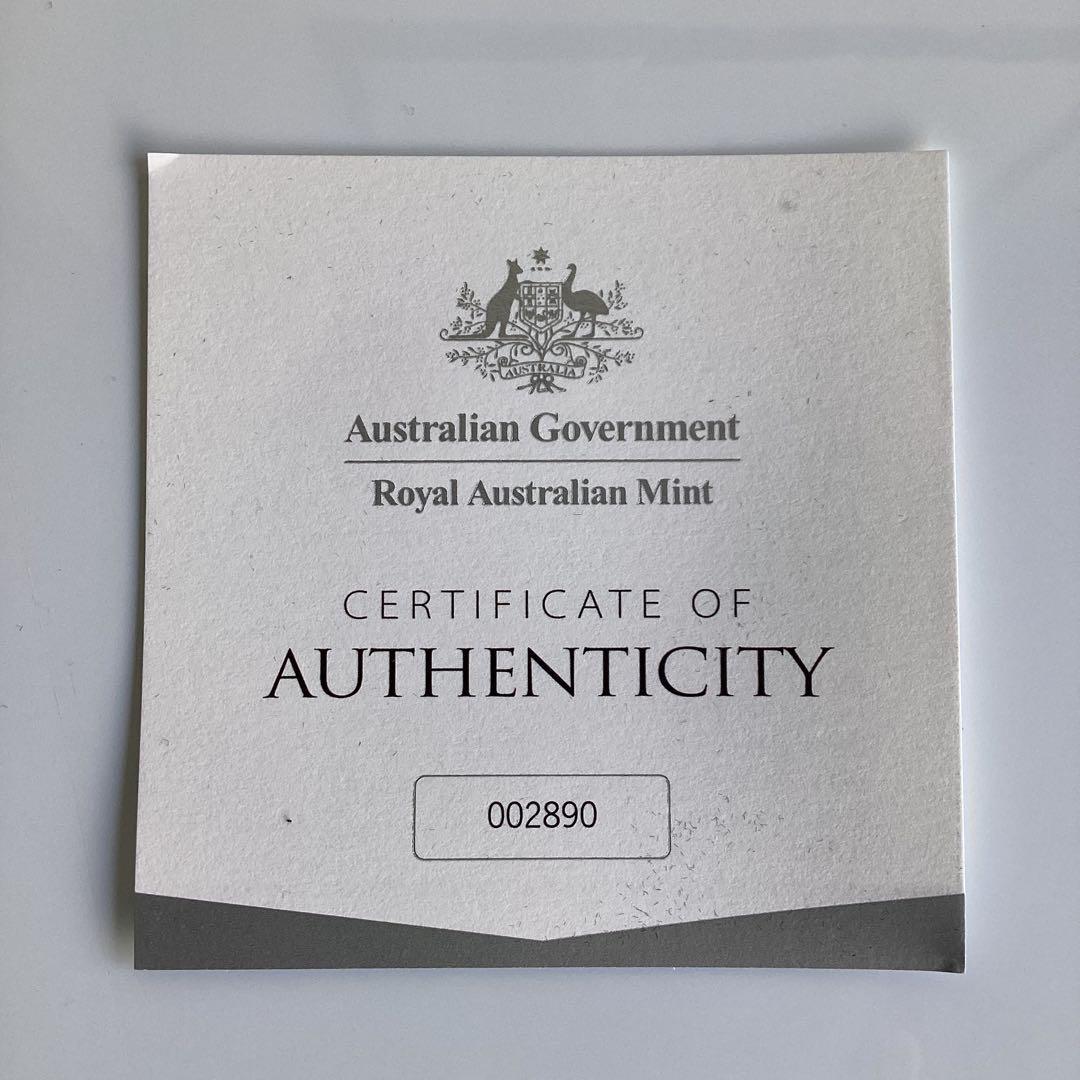 AUSTRALIA
Australian Government
Royal Australian Mint
CERTIFICATE OF
AUTHENTICITY
002890